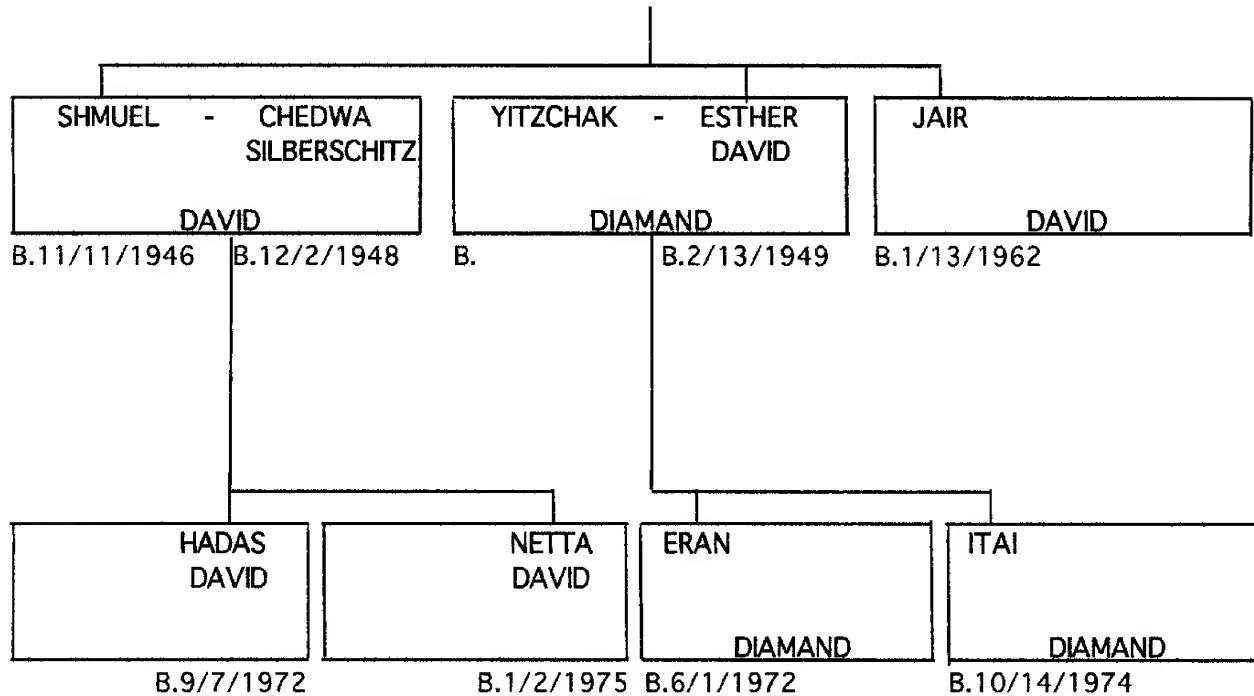 SHMUEL - CHEDWA
SILBERSCHITZ
DAVID
B.11/11/1946 B.12/2/1948
YITZCHAK - ESTHER
DAVID
DIAMAND
B. B.2/13/1949
JAIR
DAVID
B.1/13/1962
HADAS
DAVID
B.9/7/1972
NETTA
DAVID
B.1/2/1975
ERAN
DIAMAND
B.6/1/1972
ITAI
DIAMAND
B.10/14/1974